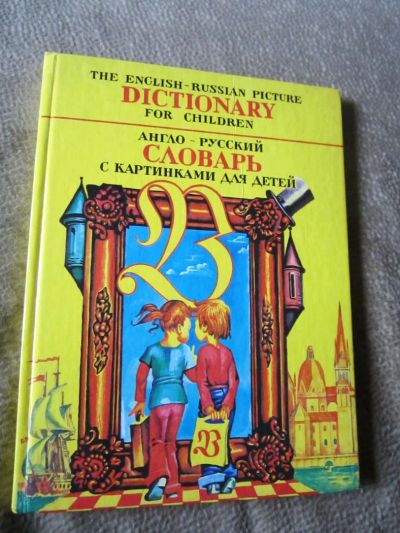 THE ENGLISH-RUSSIAN PICTURE
DICTIONARY
FOR CHILDREN
АНГЛО-РУССКИЙ
СЛОВАРЬ
С КАРТИНКАМИ ДЛЯ ДЕТЕЙ